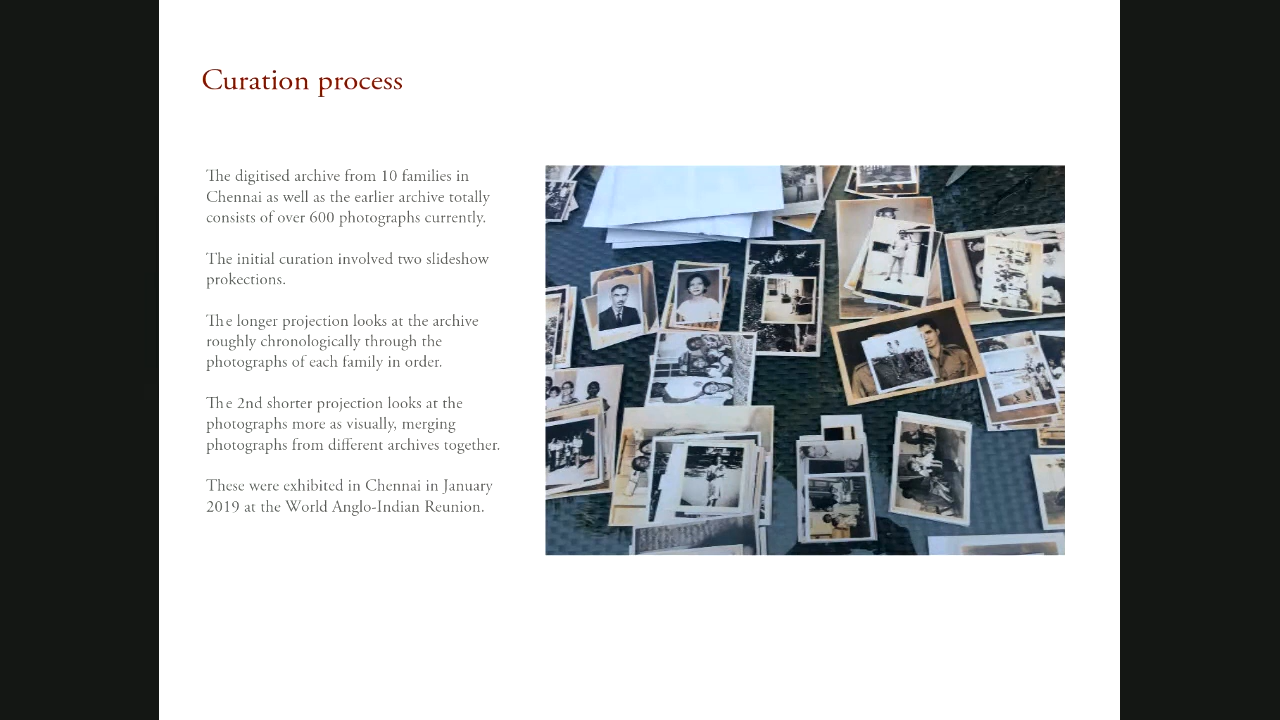 Curation process
The digitised archive from 10 families in
Chennai as well as the earlier archive totally
consists of over 600 photographs currently.
The initial curation involved two slideshow
prokections.
The longer projection looks at the archive
roughly chronologically through the
photographs of each family in order.
The 2nd shorter projection looks at the
photographs more as visually, merging
photographs from different archives together.
These were exhibited in Chennai in January
2019 at the World Anglo-Indian Reunion.